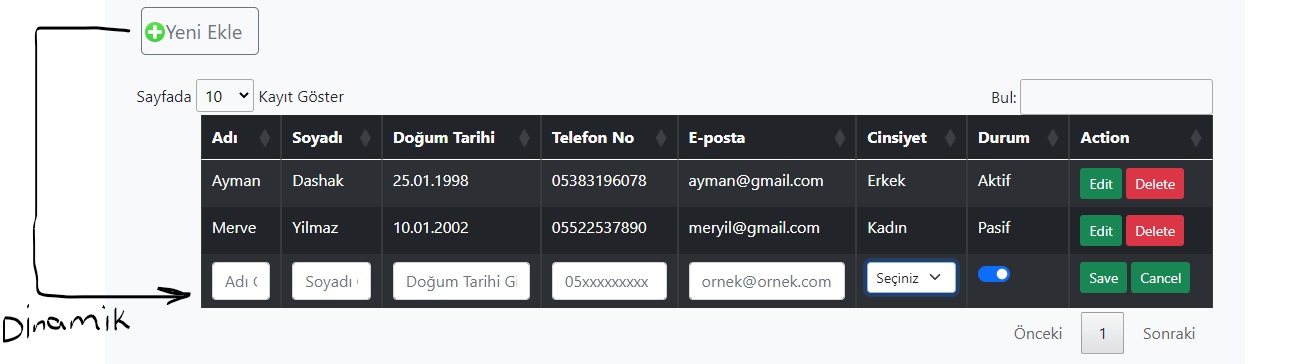 Yeni Ekle
Sayfada 10 Kayıt Göster Bul:
Adı Soyadı Doğum Tarihi Telefon No E-posta Cinsiyet Durum Action
Ayman Dashak 25.01.1998 05383196078 ayman@gmail.com Erkek Aktif Edit Delete
Merve Yilmaz 10.01.2002 05522537890 meryil@gmail.com Kadın Pasif Edit Delete
Adı Soyadı Doğum Tarihi Gi 05xxxxxxxxx ornek@ornek.com Seçiniz Save Cancel
Dinamik
Önceki 1 Sonraki